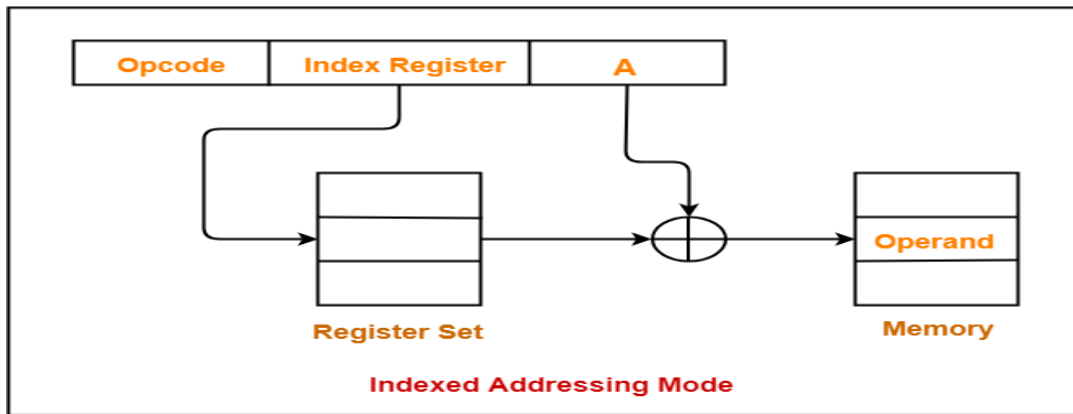 Opcode Index Register A
Operand
Register Set
Memory
Indexed Addressing Mode